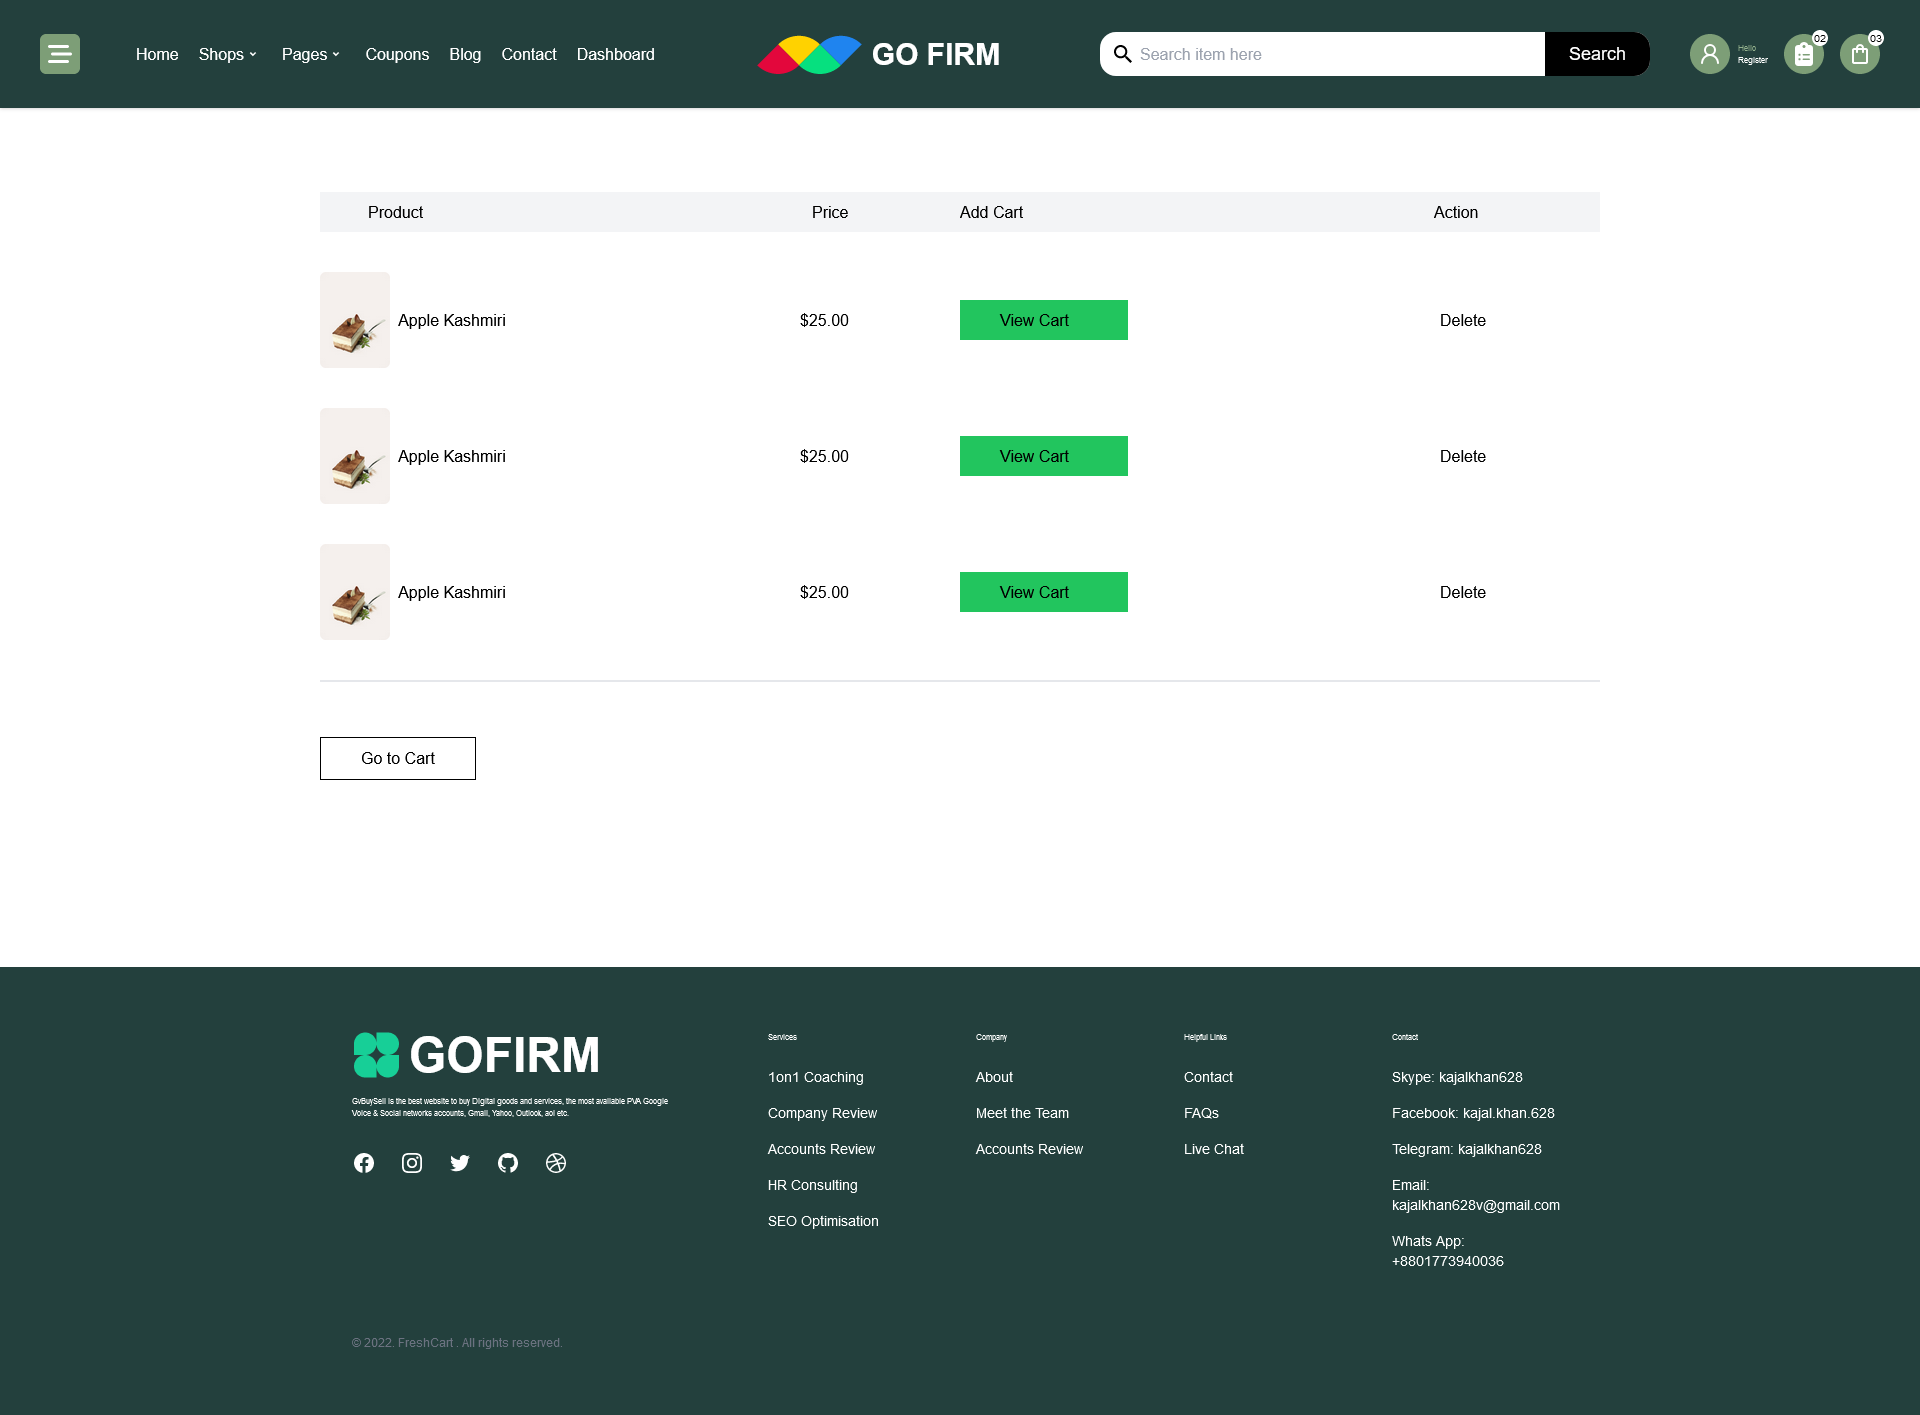 Home Shops Pages Coupons Blog Contact Dashboard
GO FIRM
Search item here
Search
Hello
Register
02
03
Product Price Add Cart Action
Apple Kashmiri $25.00 View Cart Delete
Apple Kashmiri $25.00 View Cart Delete
Apple Kashmiri $25.00 View Cart Delete
Go to Cart
GOFIRM
GvBuySell is the best website to buy Digital goods and services, the most available PVA Google
Voice & Social networks accounts, Gmail, Yahoo, Outlook, aol etc.
Services
1on1 Coaching
Company Review
Accounts Review
HR Consulting
SEO Optimisation
Company
About
Meet the Team
Accounts Review
Helpful Links
Contact
FAQs
Live Chat
Contact
Skype: kajalkhan628
Facebook: kajal.khan.628
Telegram: kajalkhan628
Email:
kajalkhan628v@gmail.com
Whats App:
+8801773940036
© 2022. FreshCart . All rights reserved.